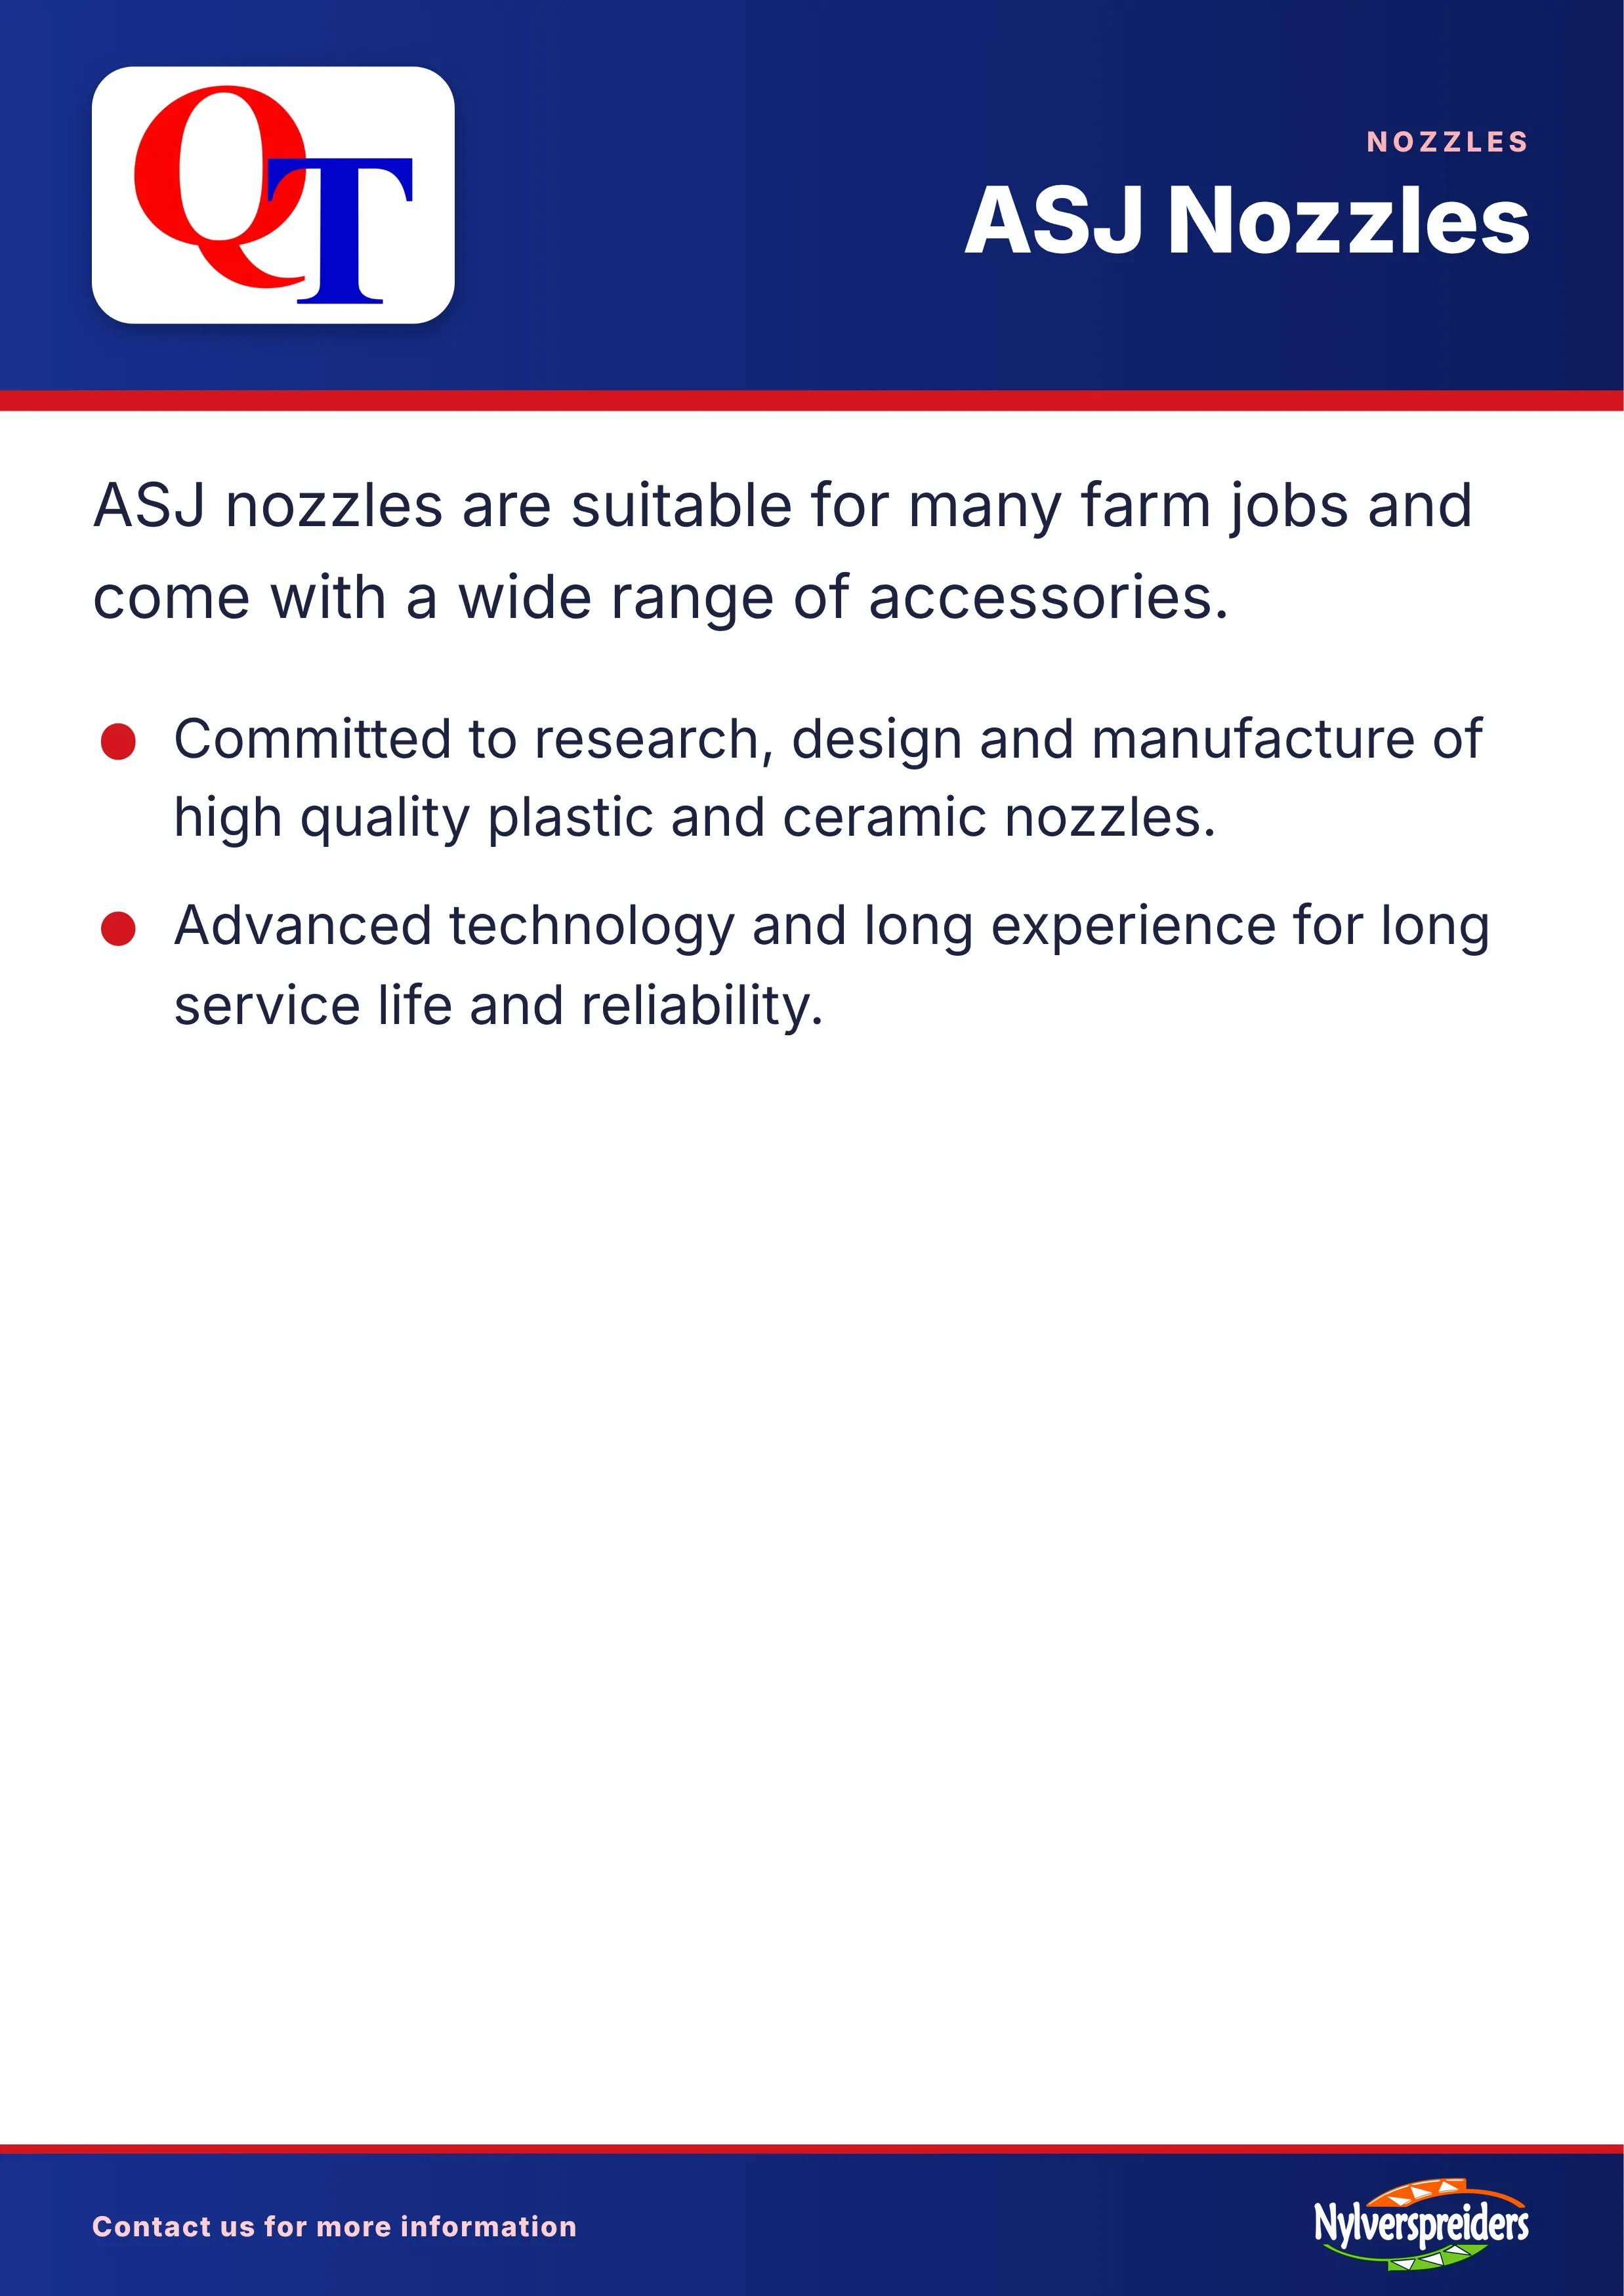 QT
NOZZLES
ASJ Nozzles
ASJ nozzles are suitable for many farm jobs and
come with a wide range of accessories.
Committed to research, design and manufacture of
high quality plastic and ceramic nozzles.
Advanced technology and long experience for long
service life and reliability.
Contact us for more information
Nylverspreiders